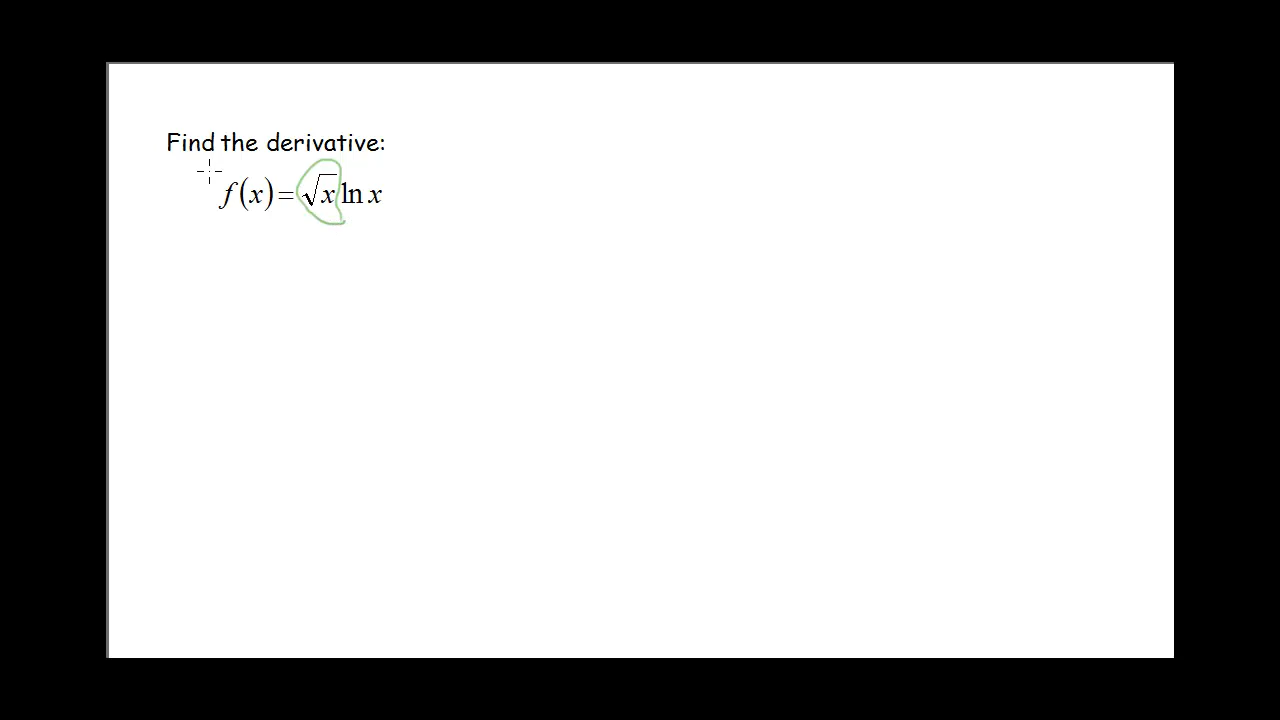 Find the derivative:
f(x) = √x ln x